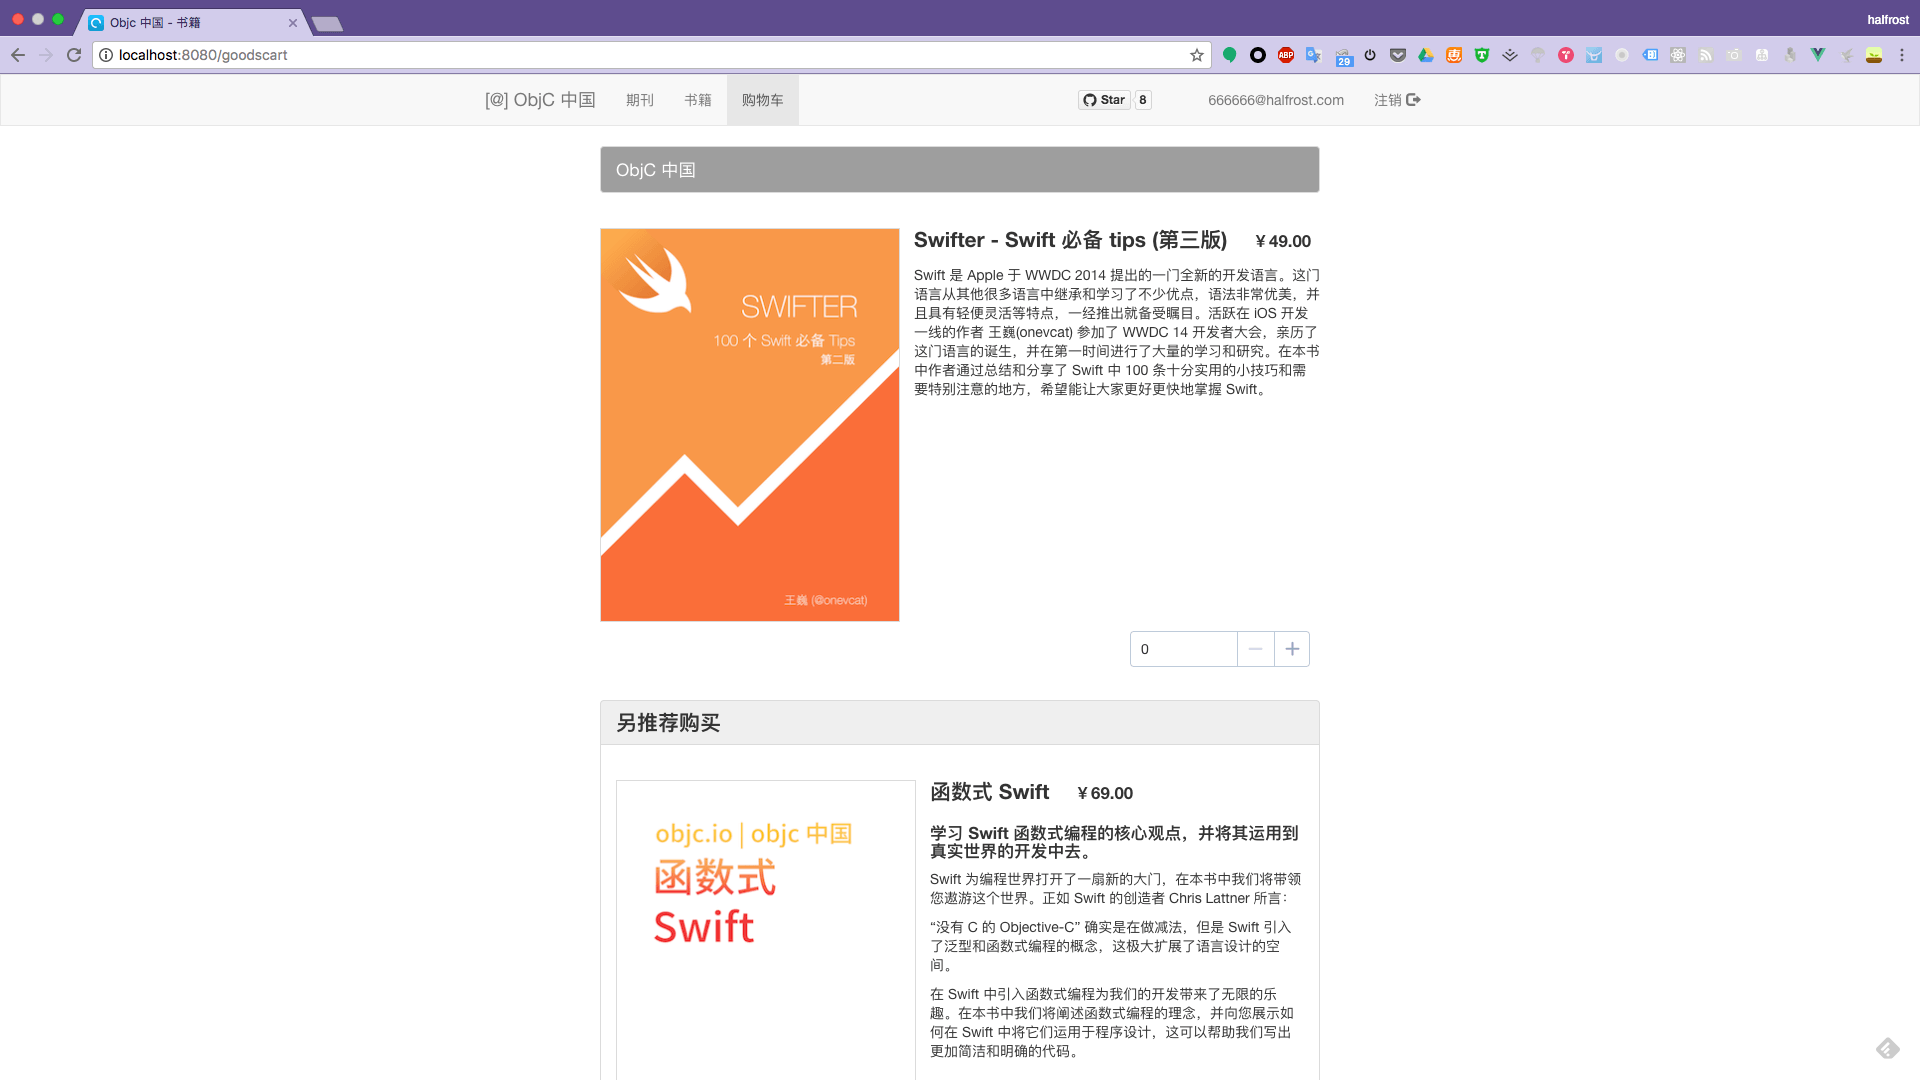 Objc 中国 - 书籍
halfrost
localhost:8080/goodscart
ABP
29
[@] ObjC 中国
期刊
书籍
购物车
Star
8
666666@halfrost.com
注销
ObjC 中国
SWIFTER
100 个 Swift 必备 Tips
第二版
王巍 (@onevcat)
Swifter - Swift 必备 tips (第三版)
¥ 49.00
Swift 是 Apple 于 WWDC 2014 提出的一门全新的开发语言。这门
语言从其他很多语言中继承和学习了不少优点，语法非常优美，并
且具有轻便灵活等特点，一经推出就备受瞩目。活跃在 iOS 开发
一线的作者 王巍(onevcat) 参加了 WWDC 14 开发者大会，亲历了
这门语言的诞生，并在第一时间进行了大量的学习和研究。在本书
中作者通过总结和分享了 Swift 中 100 条十分实用的小技巧和需
要特别注意的地方，希望能让大家更好更快地掌握 Swift。
0
另推荐购买
objc.io | objc 中国
函数式
Swift
函数式 Swift
¥ 69.00
学习 Swift 函数式编程的核心观点，并将其运用到
真实世界的开发中去。
Swift 为编程世界打开了一扇新的大门，在本书中我们将带领
您遨游这个世界。正如 Swift 的创造者 Chris Lattner 所言：
“没有 C 的 Objective-C” 确实是在做减法，但是 Swift 引入
了泛型和函数式编程的概念，这极大扩展了语言设计的空
间。
在 Swift 中引入函数式编程为我们的开发带来了无限的乐
趣。在本书中我们将阐述函数式编程的理念，并向您展示如
何在 Swift 中将它们运用于程序设计，这可以帮助我们写出
更加简洁和明确的代码。